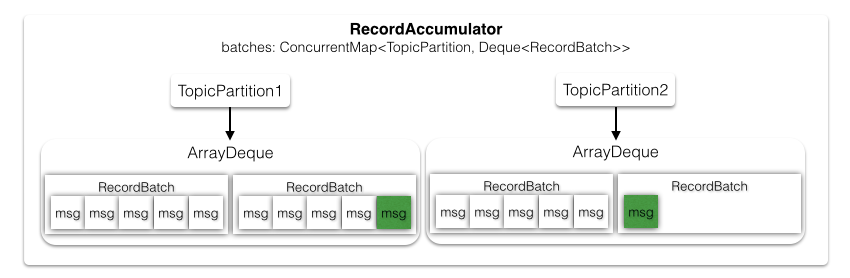 RecordAccumulator
batches: ConcurrentMap<TopicPartition, Deque<RecordBatch>>
TopicPartition1
TopicPartition2
ArrayDeque
ArrayDeque
RecordBatch
RecordBatch
RecordBatch
RecordBatch
msg msg msg msg msg
msg msg msg msg msg
msg msg msg msg msg
msg